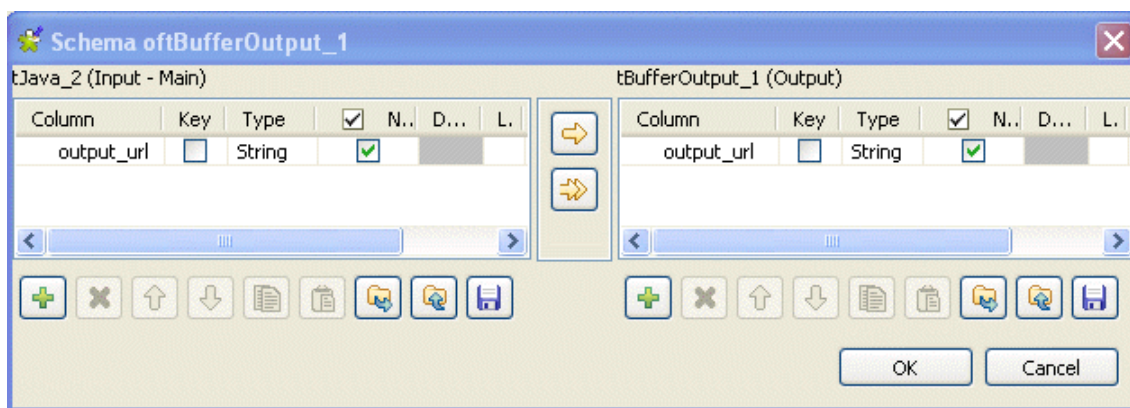 Schema oftBufferOutput_1
tJava_2 (Input - Main)
tBufferOutput_1 (Output)
Column Key Type N.. D... L.
output_url String
Column Key Type N.. D... L.
output_url String
OK Cancel